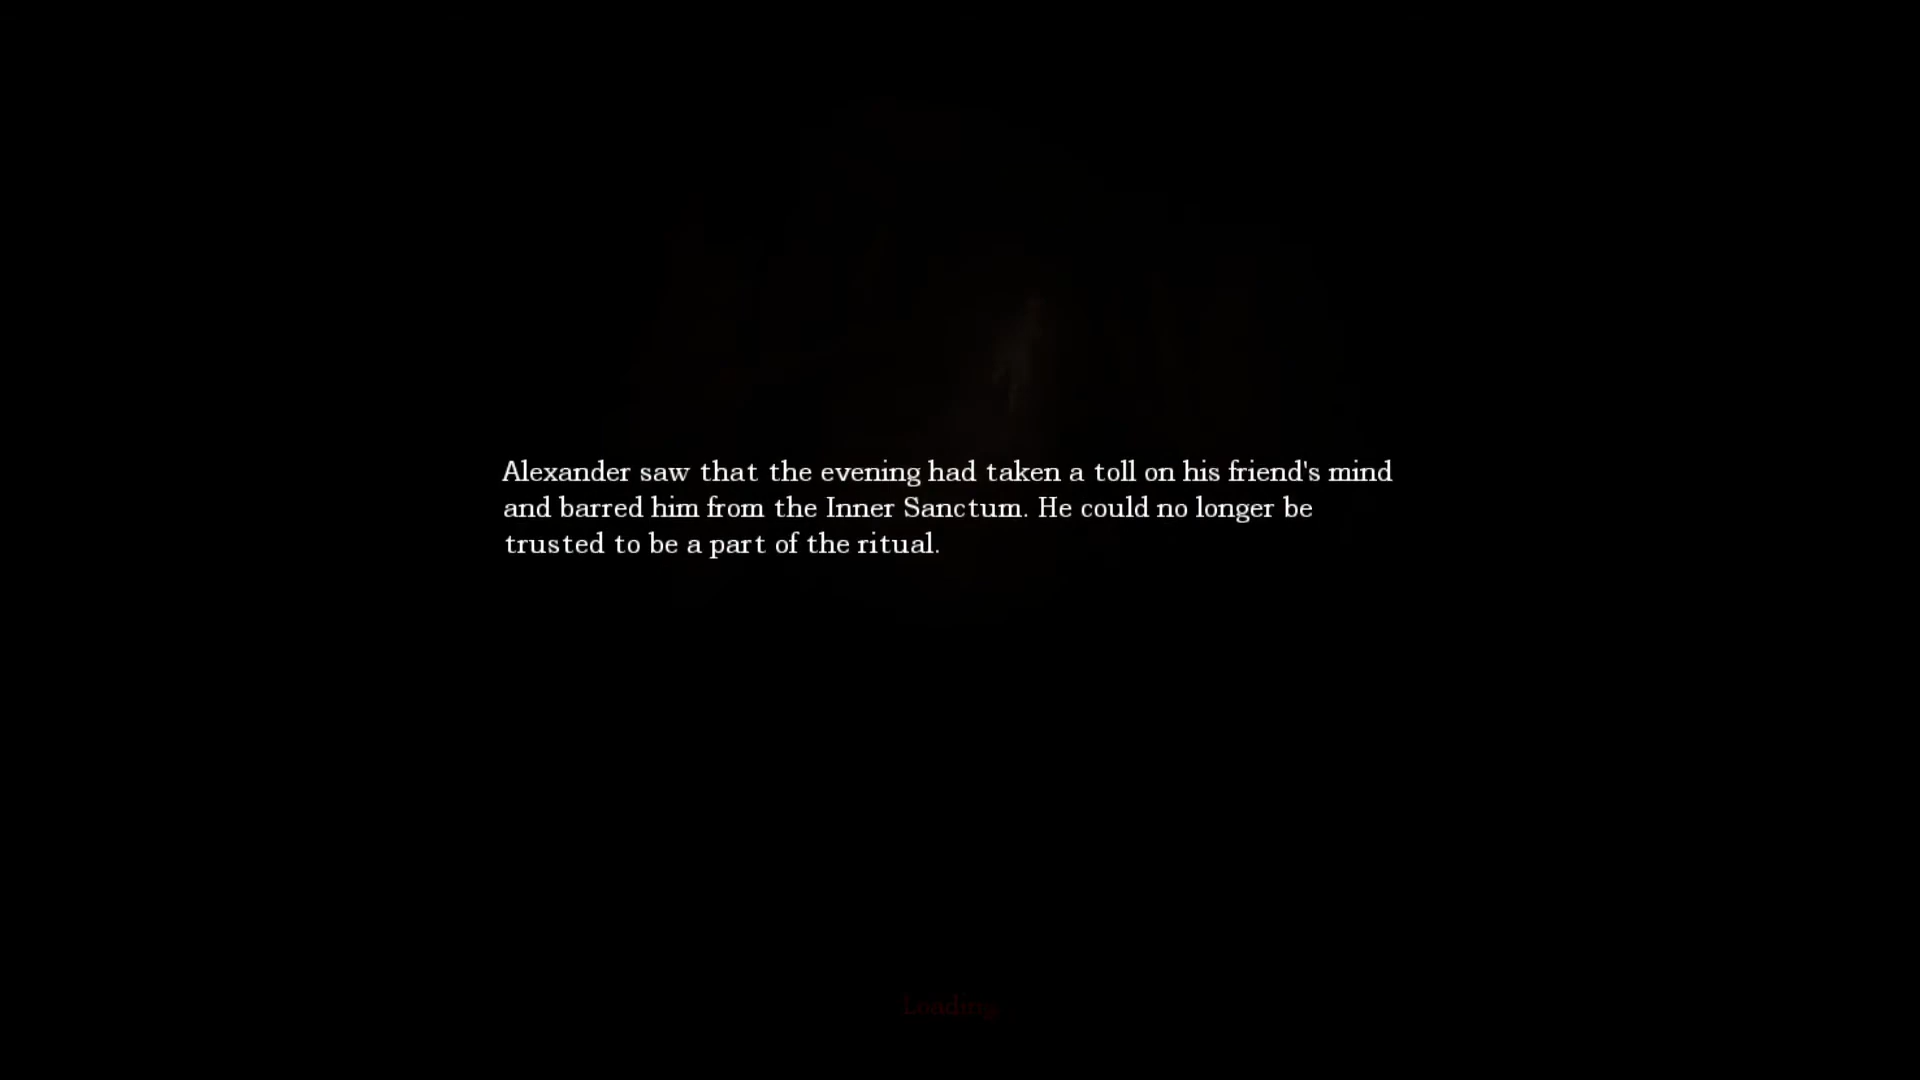 Alexander saw that the evening had taken a toll on his friend's mind
and barred him from the Inner Sanctum. He could no longer be
trusted to be a part of the ritual.
Loading.